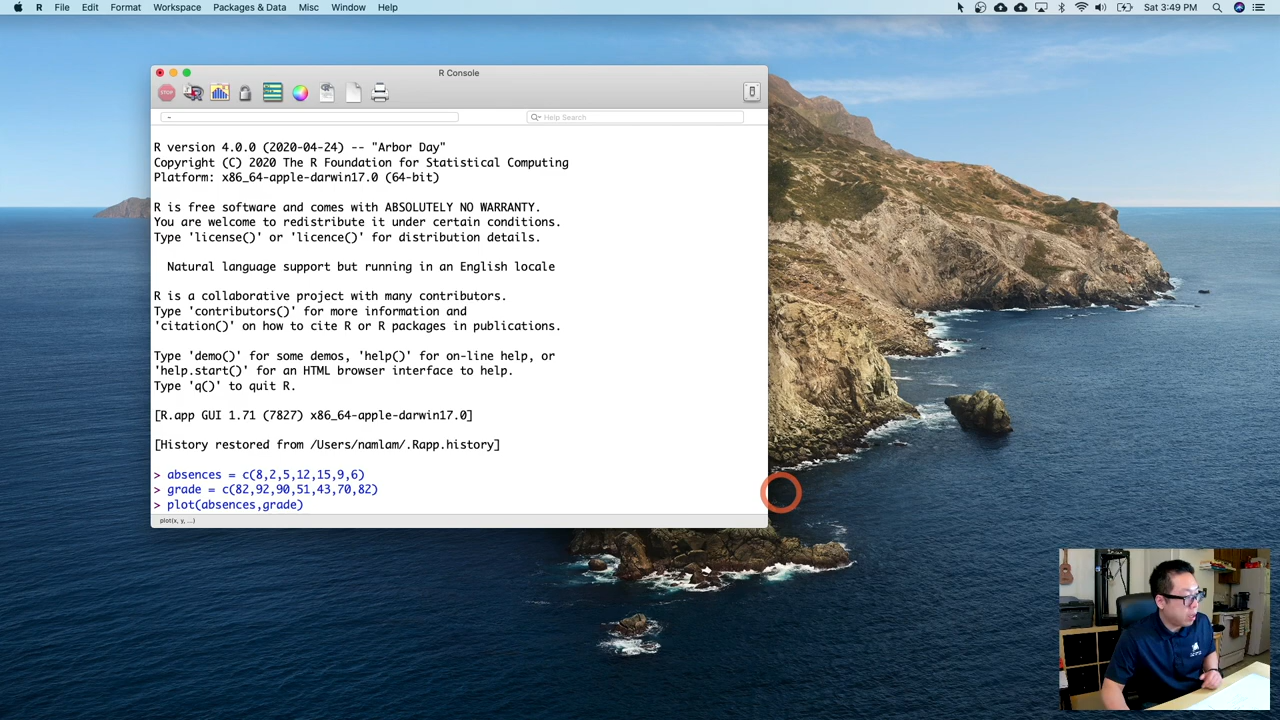 R File Edit Format Workspace Packages & Data Misc Window Help Sat 3:49 PM
R Console
STOP
~ Help Search
R version 4.0.0 (2020-04-24) -- "Arbor Day"
Copyright (C) 2020 The R Foundation for Statistical Computing
Platform: x86_64-apple-darwin17.0 (64-bit)
R is free software and comes with ABSOLUTELY NO WARRANTY.
You are welcome to redistribute it under certain conditions.
Type 'license()' or 'licence()' for distribution details.
Natural language support but running in an English locale
R is a collaborative project with many contributors.
Type 'contributors()' for more information and
'citation()' on how to cite R or R packages in publications.
Type 'demo()' for some demos, 'help()' for on-line help, or
'help.start()' for an HTML browser interface to help.
Type 'q()' to quit R.
[R.app GUI 1.71 (7827) x86_64-apple-darwin17.0]
[History restored from /Users/namlam/.Rapp.history]
> absences = c(8,2,5,12,15,9,6)
> grade = c(82,92,90,51,43,70,82)
> plot(absences,grade)
plot(x, y, ...)